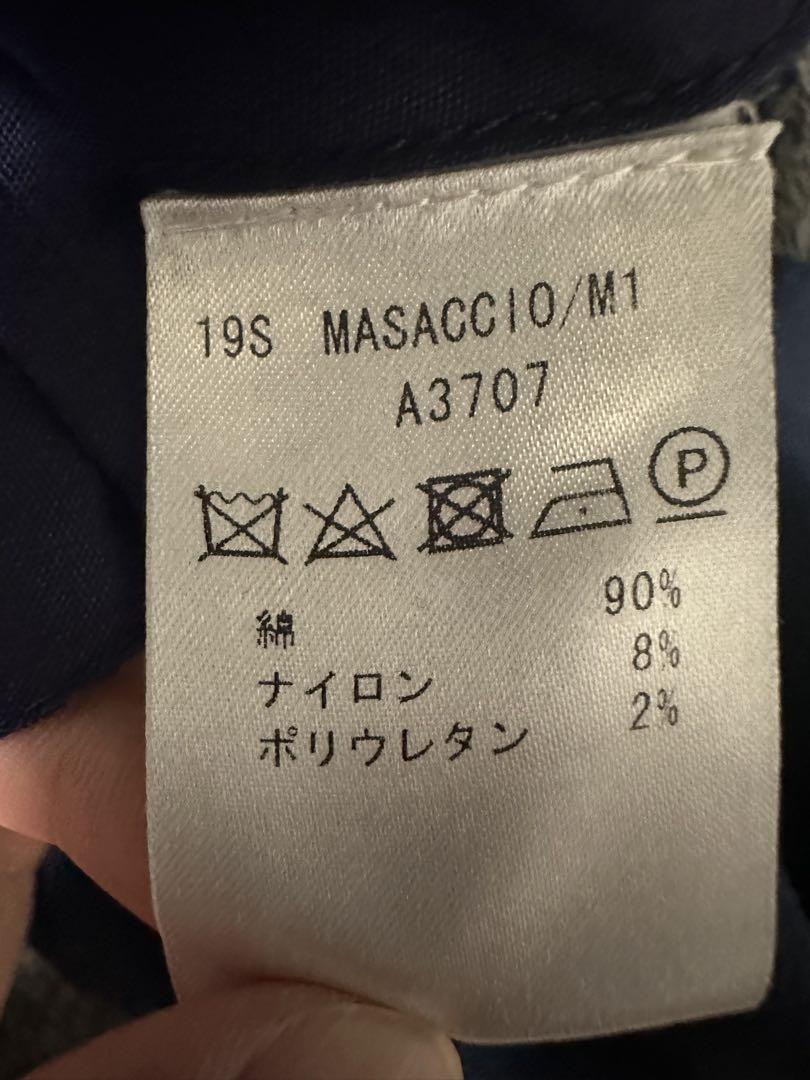 19S MASACCIO/M1
A3707
P
綿 90%
ナイロン 8%
ポリウレタン 2%